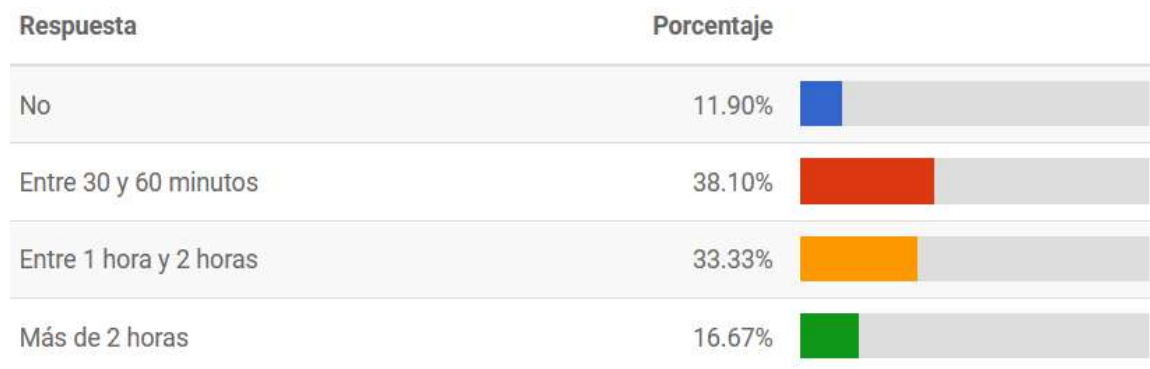 Respuesta Porcentaje
No 11.90%
Entre 30 y 60 minutos 38.10%
Entre 1 hora y 2 horas 33.33%
Más de 2 horas 16.67%